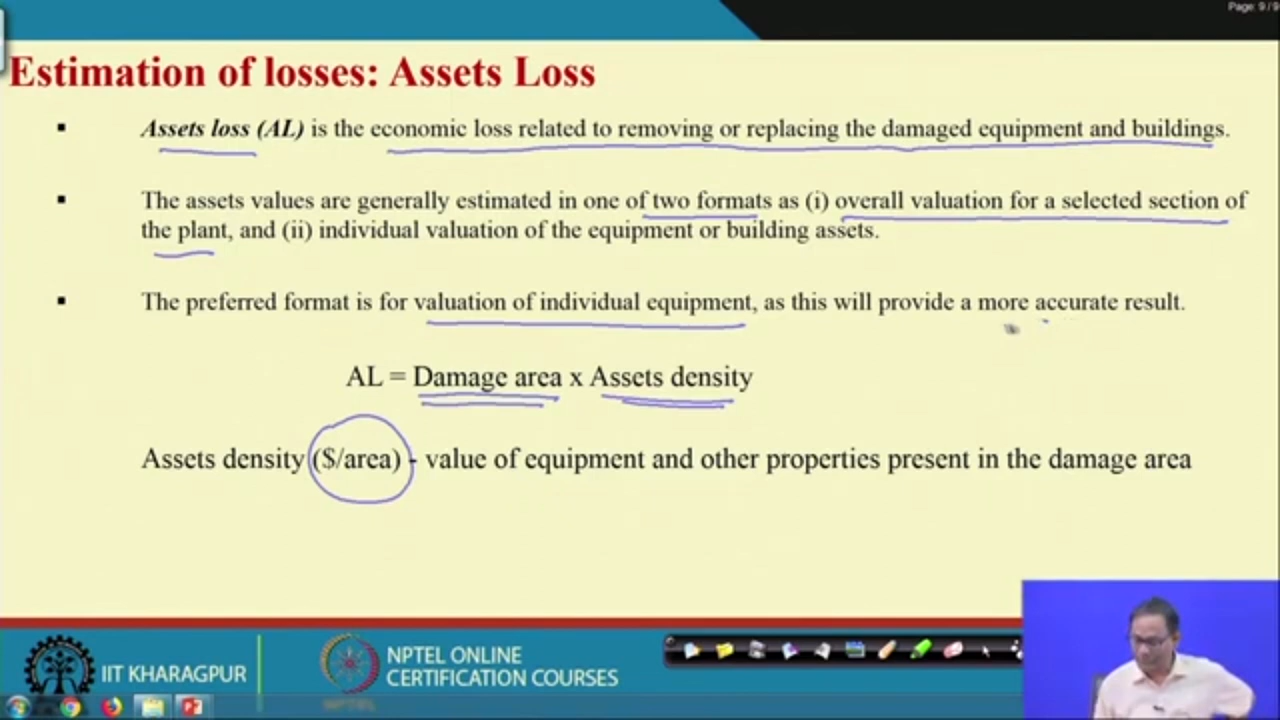 Page: 9 / 9
Estimation of losses: Assets Loss
▪ Assets loss (AL) is the economic loss related to removing or replacing the damaged equipment and buildings.
▪ The assets values are generally estimated in one of two formats as (i) overall valuation for a selected section of
the plant, and (ii) individual valuation of the equipment or building assets.
▪ The preferred format is for valuation of individual equipment, as this will provide a more accurate result.
AL = Damage area x Assets density
Assets density ($/area) - value of equipment and other properties present in the damage area
IIT KHARAGPUR
NPTEL ONLINE
CERTIFICATION COURSES